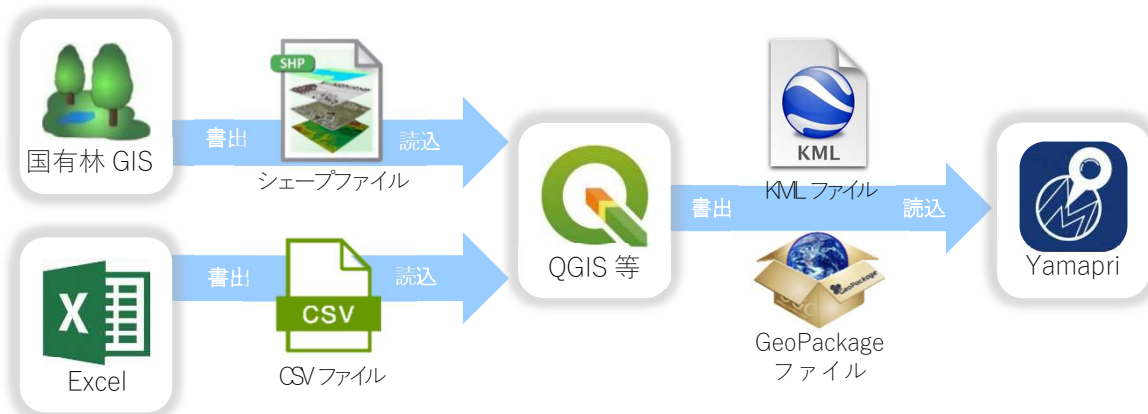 国有林 GIS
書出
SHP
シェープファイル
読込
X
Excel
書出
CSV
CSV ファイル
読込
QGIS 等
書出
KML
KML ファイル
GeoPackage
GeoPackage
ファイル
読込
Yamapri